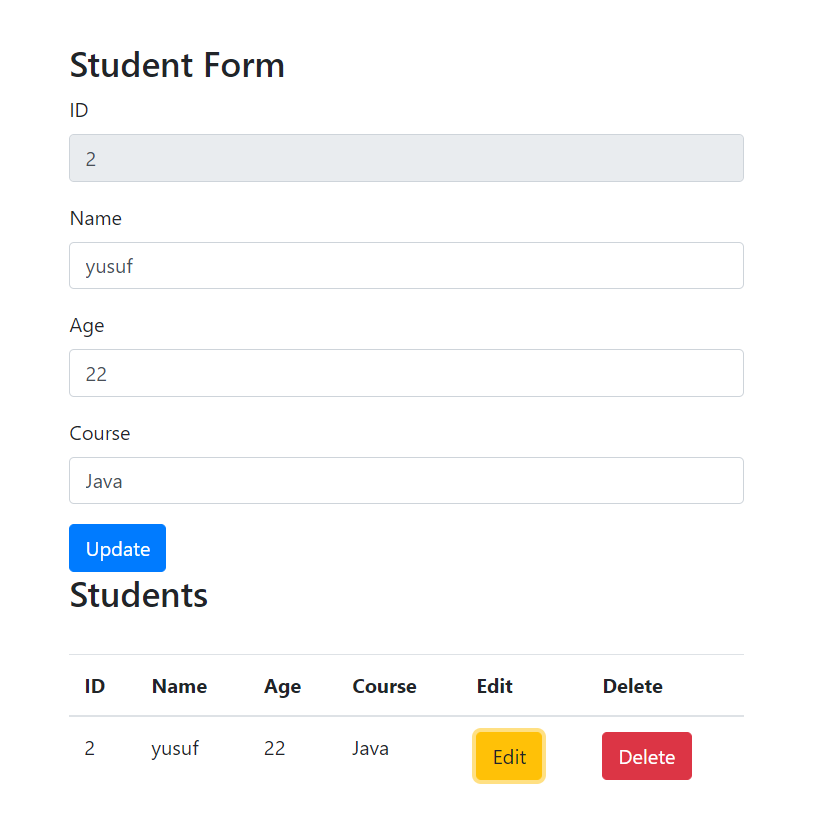 Student Form
ID
2
Name
yusuf
Age
22
Course
Java
Update
Students
ID Name Age Course Edit Delete
2 yusuf 22 Java Edit Delete